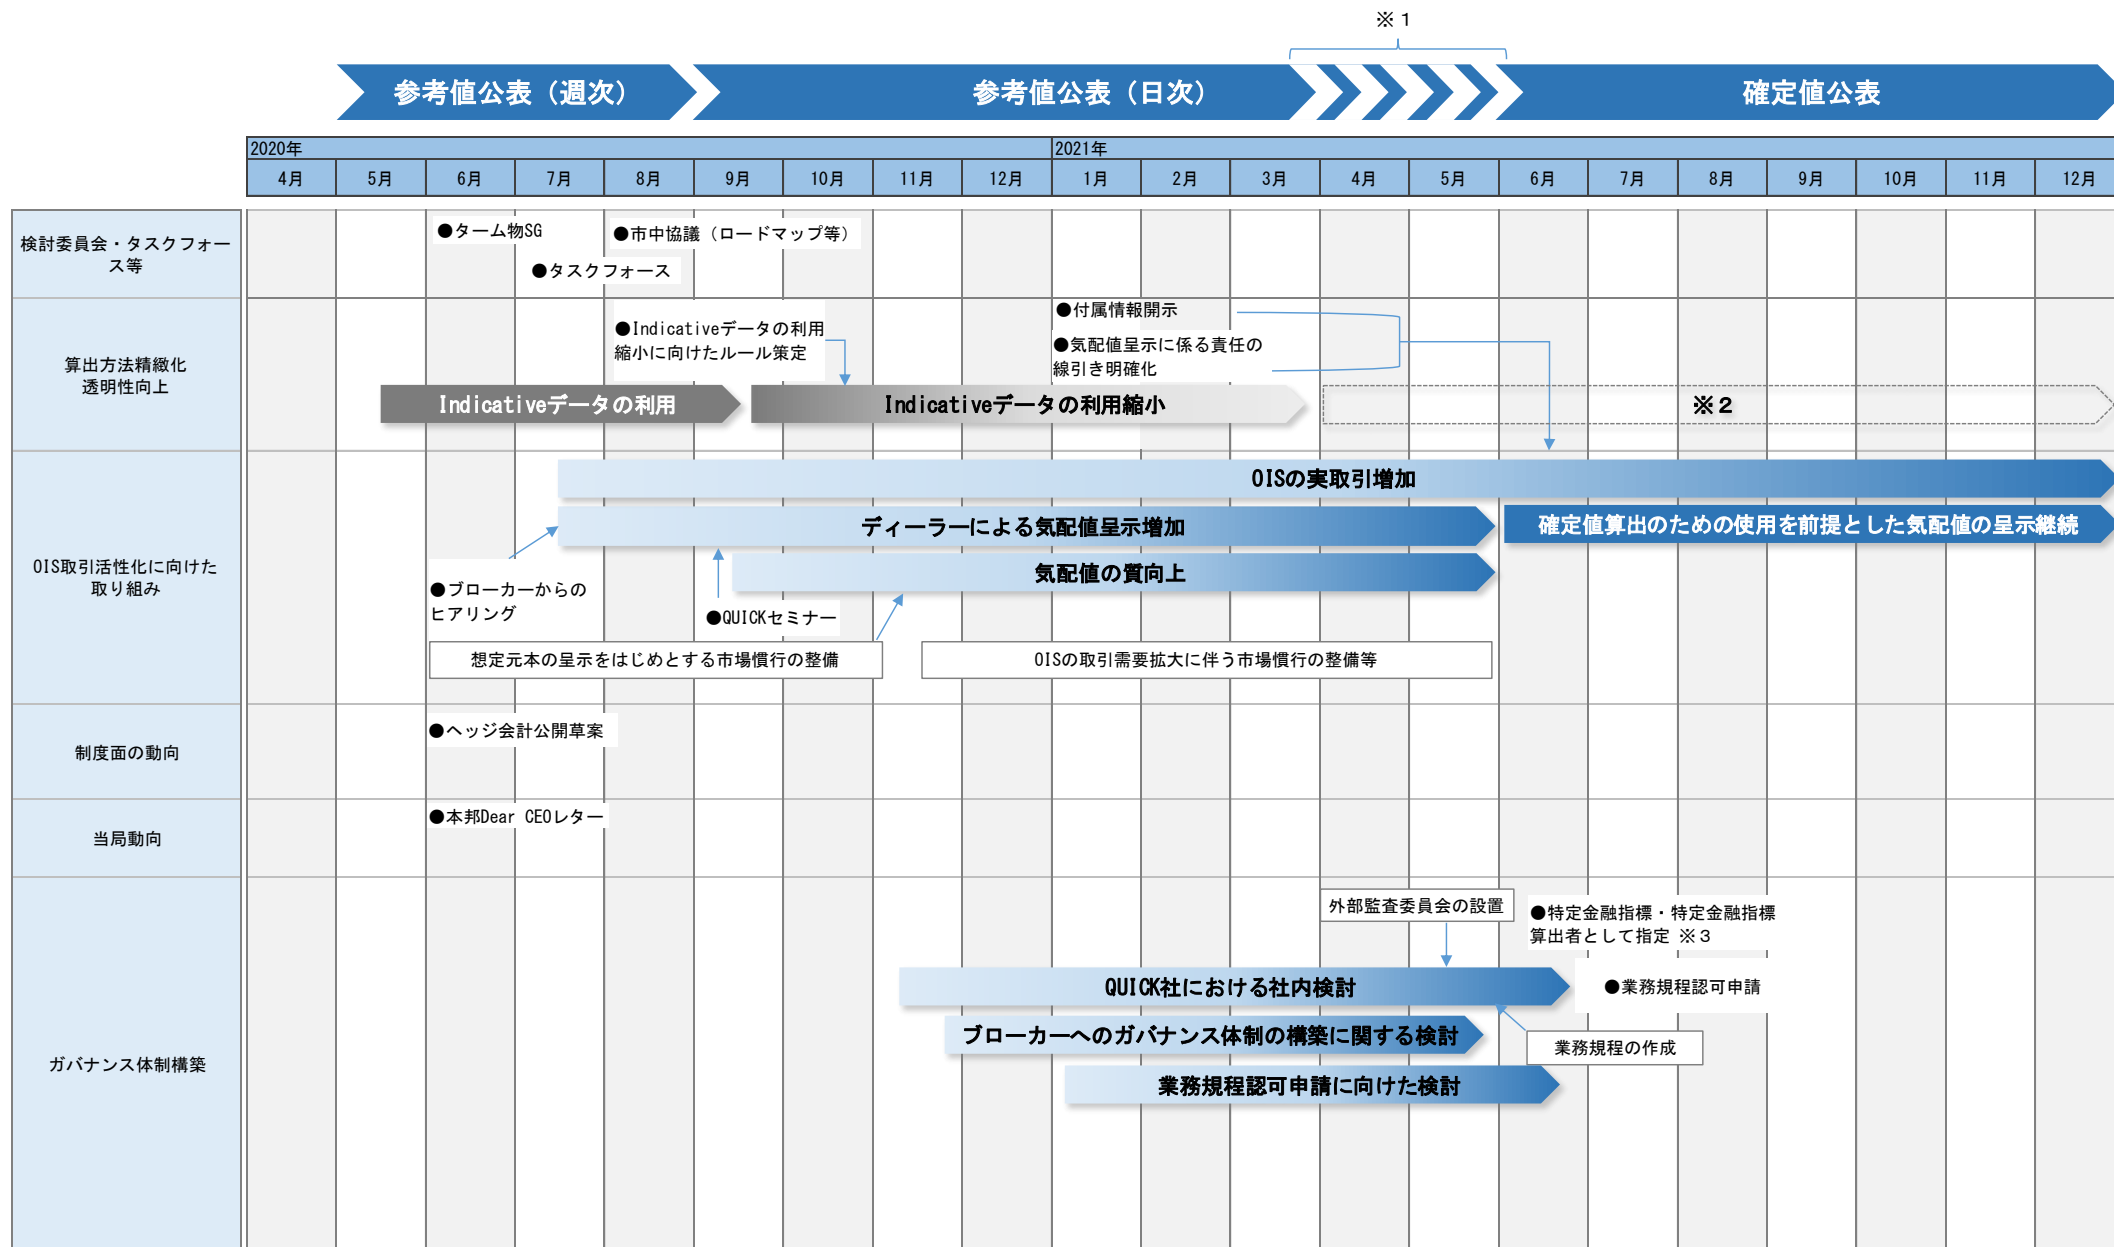 ※１
参考値公表（週次）
参考値公表（日次）
確定値公表
2020年
2021年
4月
5月
6月
7月
8月
9月
10月
11月
12月
1月
2月
3月
4月
5月
6月
7月
8月
9月
10月
11月
12月
検討委員会・タスクフォー
ス等
●ターム物SG
●市中協議（ロードマップ等）
●タスクフォース
算出方法精緻化
透明性向上
●Indicativeデータの利用
縮小に向けたルール策定
●付属情報開示
●気配値呈示に係る責任の
線引き明確化
Indicativeデータの利用
Indicativeデータの利用縮小
※２
OIS取引活性化に向けた
取り組み
OISの実取引増加
ディーラーによる気配値呈示増加
確定値算出のための使用を前提とした気配値の呈示継続
気配値の質向上
●ブローカーからの
ヒアリング
●QUICKセミナー
想定元本の呈示をはじめとする市場慣行の整備
OISの取引需要拡大に伴う市場慣行の整備等
制度面の動向
●ヘッジ会計公開草案
当局動向
●本邦Dear CEOレター
ガバナンス体制構築
外部監査委員会の設置
●特定金融指標・特定金融指標
算出者として指定 ※３
QUICK社における社内検討
●業務規程認可申請
ブローカーへのガバナンス体制の構築に関する検討
業務規程の作成
業務規程認可申請に向けた検討